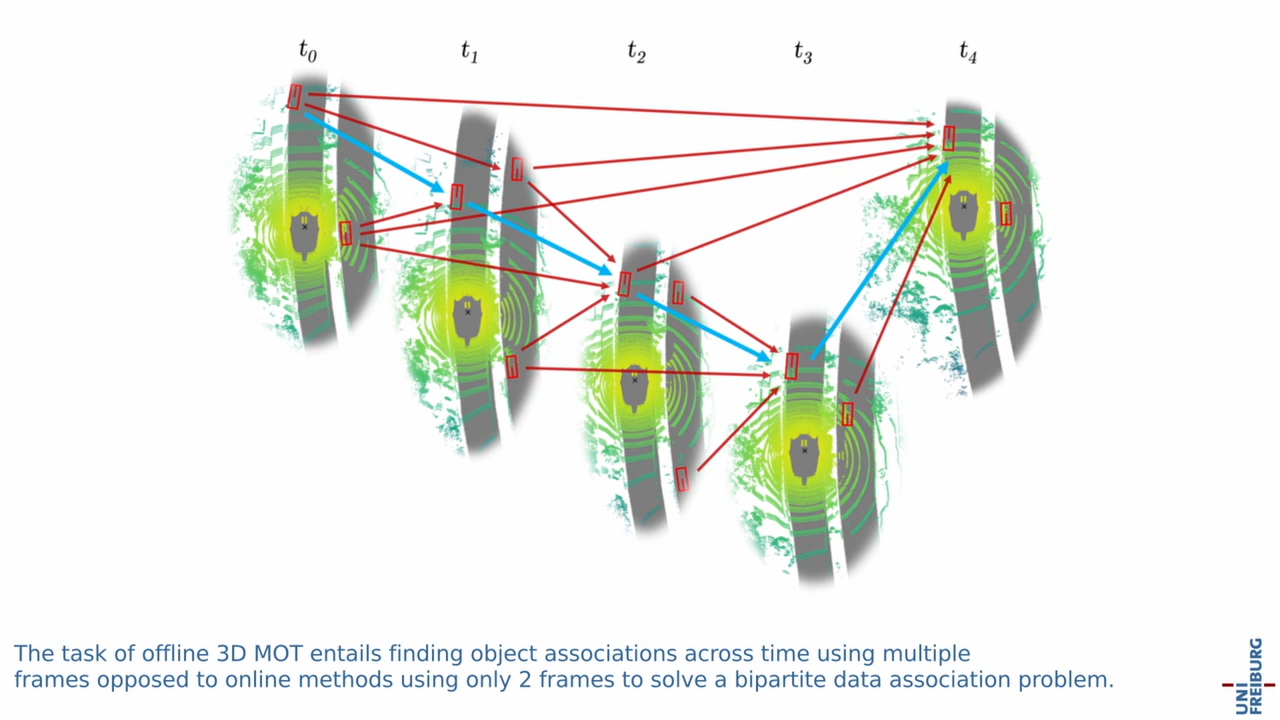 t0 t1 t2 t3 t4
The task of offline 3D MOT entails finding object associations across time using multiple
frames opposed to online methods using only 2 frames to solve a bipartite data association problem.
UNI
FREIBURG